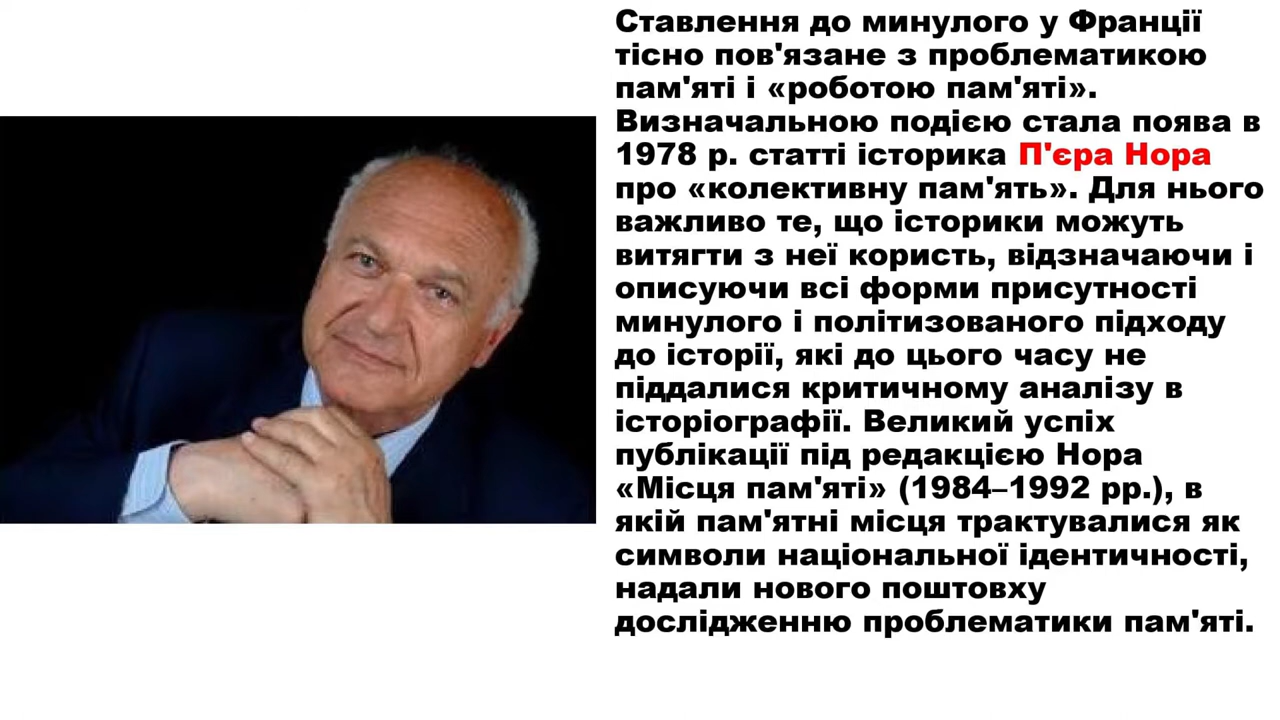 Ставлення до минулого у Франції
тісно пов'язане з проблематикою
пам'яті і «роботою пам'яті».
Визначальною подією стала поява в
1978 р. статті історика П'єра Нора
про «колективну пам'ять». Для нього
важливо те, що історики можуть
витягти з неї користь, відзначаючи і
описуючи всі форми присутності
минулого і політизованого підходу
до історії, які до цього часу не
піддалися критичному аналізу в
історіографії. Великий успіх
публікації під редакцією Нора
«Місця пам'яті» (1984–1992 рр.), в
якій пам'ятні місця трактувалися як
символи національної ідентичності,
надали нового поштовху
дослідженню проблематики пам'яті.